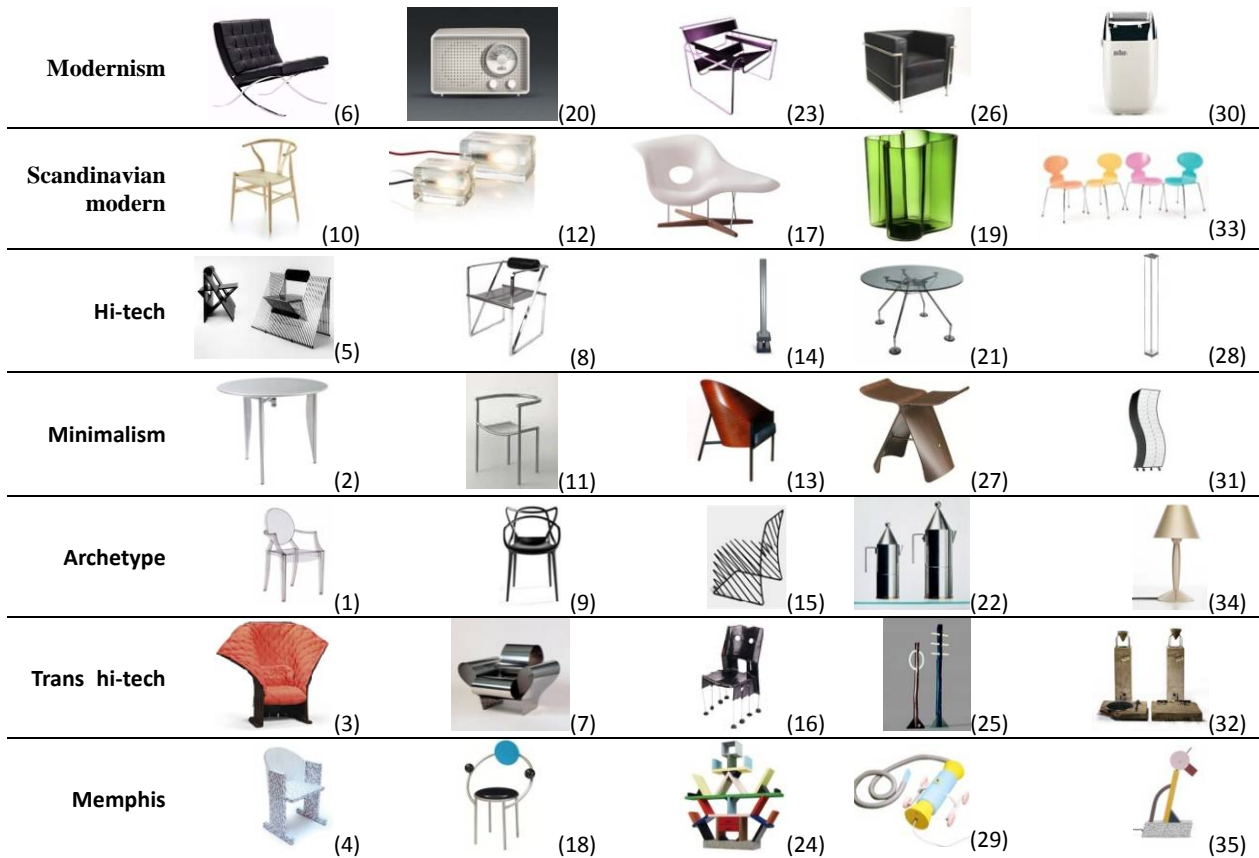 Modernism
(6) (20) (23) (26) (30)
Scandinavian
modern
(10) (12) (17) (19) (33)
Hi-tech
(5) (8) (14) (21) (28)
Minimalism
(2) (11) (13) (27) (31)
Archetype
(1) (9) (15) (22) (34)
Trans hi-tech
(3) (7) (16) (25) (32)
Memphis
(4) (18) (24) (29) (35)